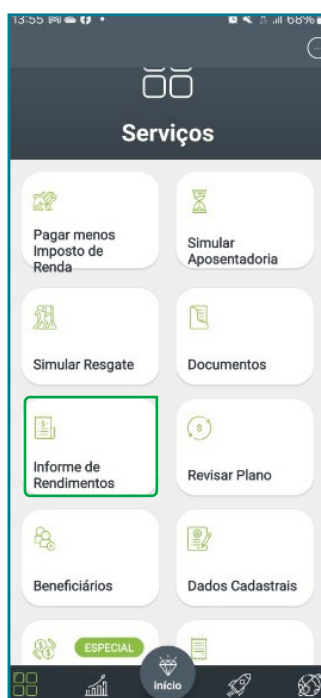 13:55
68%
Serviços
Pagar menos
Imposto de
Renda
Simular
Aposentadoria
Simular Resgate
Documentos
Informe de
Rendimentos
Revisar Plano
Beneficiários
Dados Cadastrais
ESPECIAL
Início